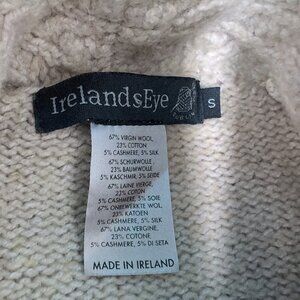 IrelandsEye
S
67% VIRGIN WOOL,
23% COTTON
5% CASHMERE, 5% SILK
67% SCHURWOLLE,
23% BAUMWOLLE
5% KASCHMIR, 5% SEIDE
67% LAINE VIERGE,
23% COTON
5% CASHMERE, 5% SOIE
67% ONBEWERKTE WOL,
23% KATOEN
5% CASHMERE, 5% SILK
67% LANA VERGINE,
23% COTONE
5% CASHMERE, 5% DI SETA
MADE IN IRELAND